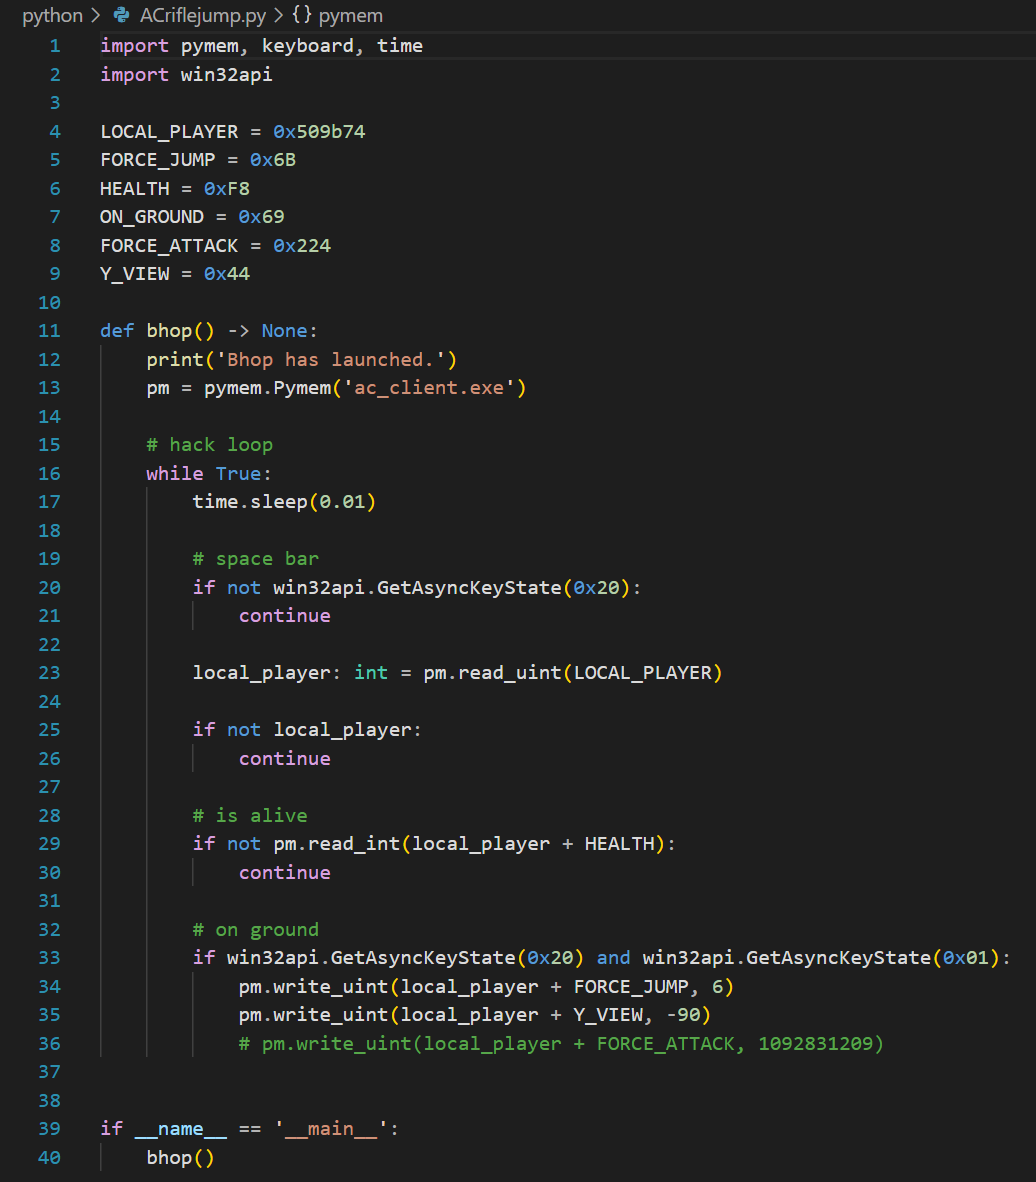 python > ACriflejump.py > {} pymem
1 import pymem, keyboard, time
2 import win32api
3
4 LOCAL_PLAYER = 0x509b74
5 FORCE_JUMP = 0x6B
6 HEALTH = 0xF8
7 ON_GROUND = 0x69
8 FORCE_ATTACK = 0x224
9 Y_VIEW = 0x44
10
11 def bhop() -> None:
12     print('Bhop has launched.')
13     pm = pymem.Pymem('ac_client.exe')
14
15     # hack loop
16     while True:
17         time.sleep(0.01)
18
19         # space bar
20         if not win32api.GetAsyncKeyState(0x20):
21             continue
22
23         local_player: int = pm.read_uint(LOCAL_PLAYER)
24
25         if not local_player:
26             continue
27
28         # is alive
29         if not pm.read_int(local_player + HEALTH):
30             continue
31
32         # on ground
33         if win32api.GetAsyncKeyState(0x20) and win32api.GetAsyncKeyState(0x01):
34             pm.write_uint(local_player + FORCE_JUMP, 6)
35             pm.write_uint(local_player + Y_VIEW, -90)
36             # pm.write_uint(local_player + FORCE_ATTACK, 1092831209)
37
38
39 if __name__ == '__main__':
40     bhop()